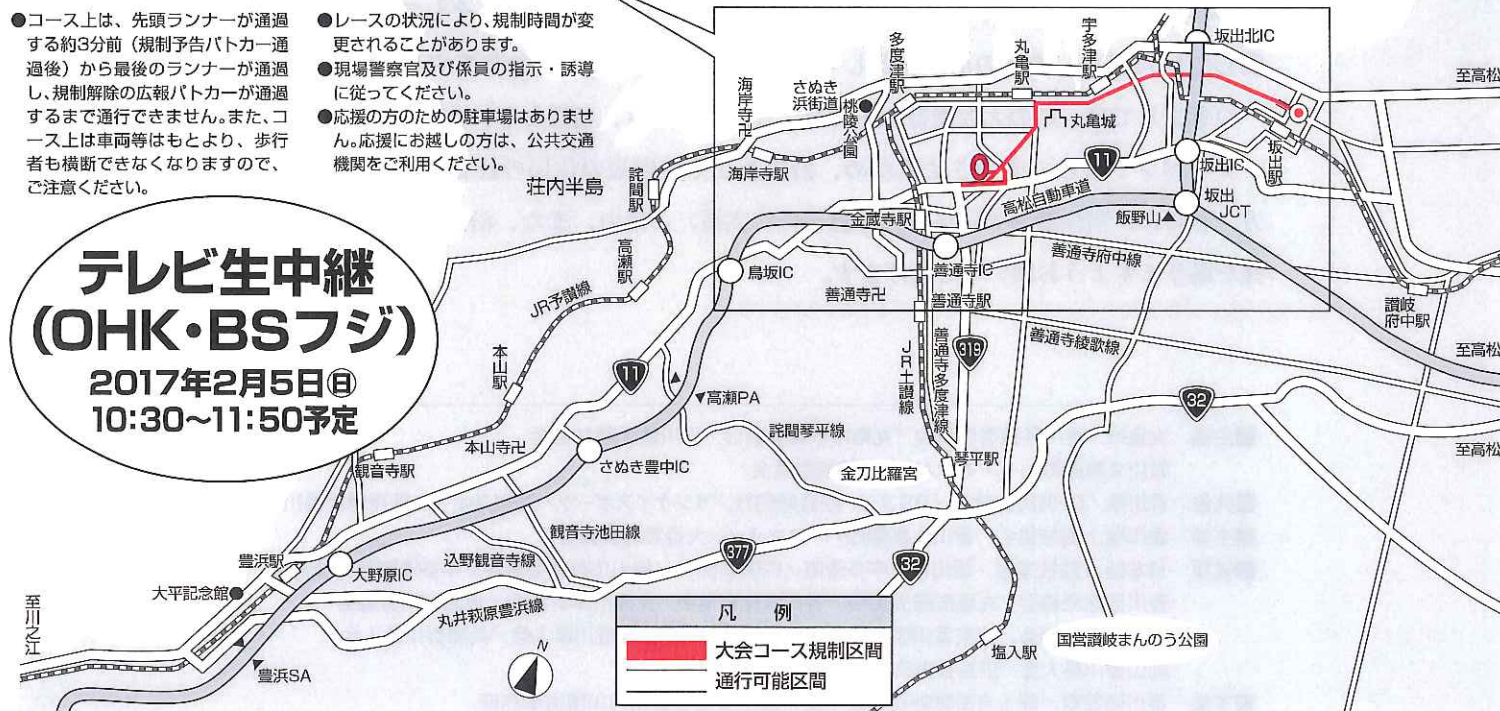 ●コース上は、先頭ランナーが通過
する約3分前（規制予告パトカー通
過後）から最後のランナーが通過
し、規制解除の広報パトカーが通過
するまで通行できません。また、コ
ース上は車両等はもとより、歩行
者も横断できなくなりますので、
ご注意ください。
●レースの状況により、規制時間が変
更されることがあります。
●現場警察官及び係員の指示・誘導
に従ってください。
●応援の方のための駐車場はありませ
ん。応援にお越しの方は、公共交通
機関をご利用ください。
テレビ生中継
(OHK・BSフジ)
2017年2月5日㊐
10:30～11:50予定
荘内半島
詫間駅
海岸寺卍
海岸寺駅
さぬき
浜街道
桃陵公園
多度津駅
丸亀駅
宇多津駅
坂出北IC
至高松
丸亀城
11
坂出IC
坂出駅
坂出
JCT
飯野山▲
高松自動車道
金蔵寺駅
善通寺IC
善通寺府中線
善通寺卍
善通寺駅
讃岐
府中駅
高瀬駅
鳥坂IC
JR予讃線
JR土讃線
善通寺多度津線
319
善通寺綾歌線
至高松
本山駅
11
高瀬PA
32
詫間琴平線
至高松
本山寺卍
観音寺駅
さぬき豊中IC
金刀比羅宮
琴平駅
観音寺池田線
豊浜駅
大野原IC
込野観音寺線
377
32
大平記念館
至川之江
丸井萩原豊浜線
豊浜SA
N
凡 例
大会コース規制区間
通行可能区間
塩入駅
国営讃岐まんのう公園